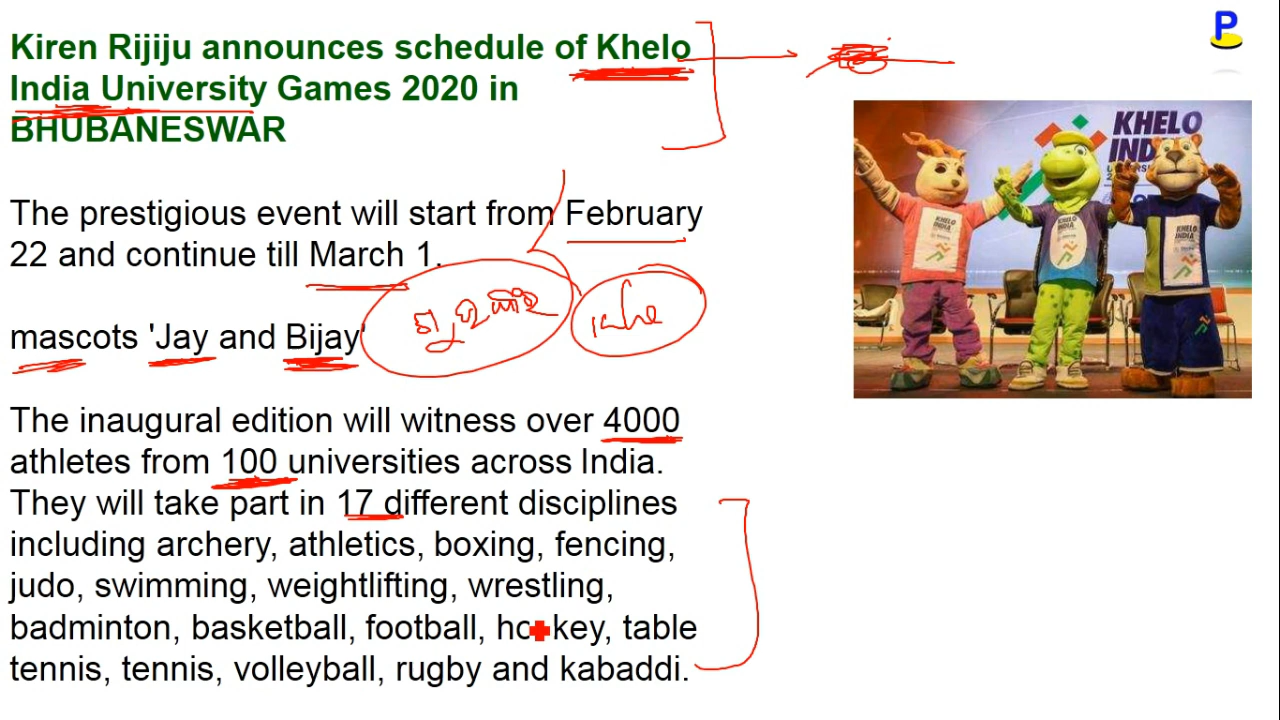 Kiren Rijiju announces schedule of Khelo
India University Games 2020 in
BHUBANESWAR
The prestigious event will start from February
22 and continue till March 1.
mascots 'Jay and Bijay'
The inaugural edition will witness over 4000
athletes from 100 universities across India.
They will take part in 17 different disciplines
including archery, athletics, boxing, fencing,
judo, swimming, weightlifting, wrestling,
badminton, basketball, football, hockey, table
tennis, tennis, volleyball, rugby and kabaddi.
P
KHELO
KHELO
INDIA
KHELO
INDIA